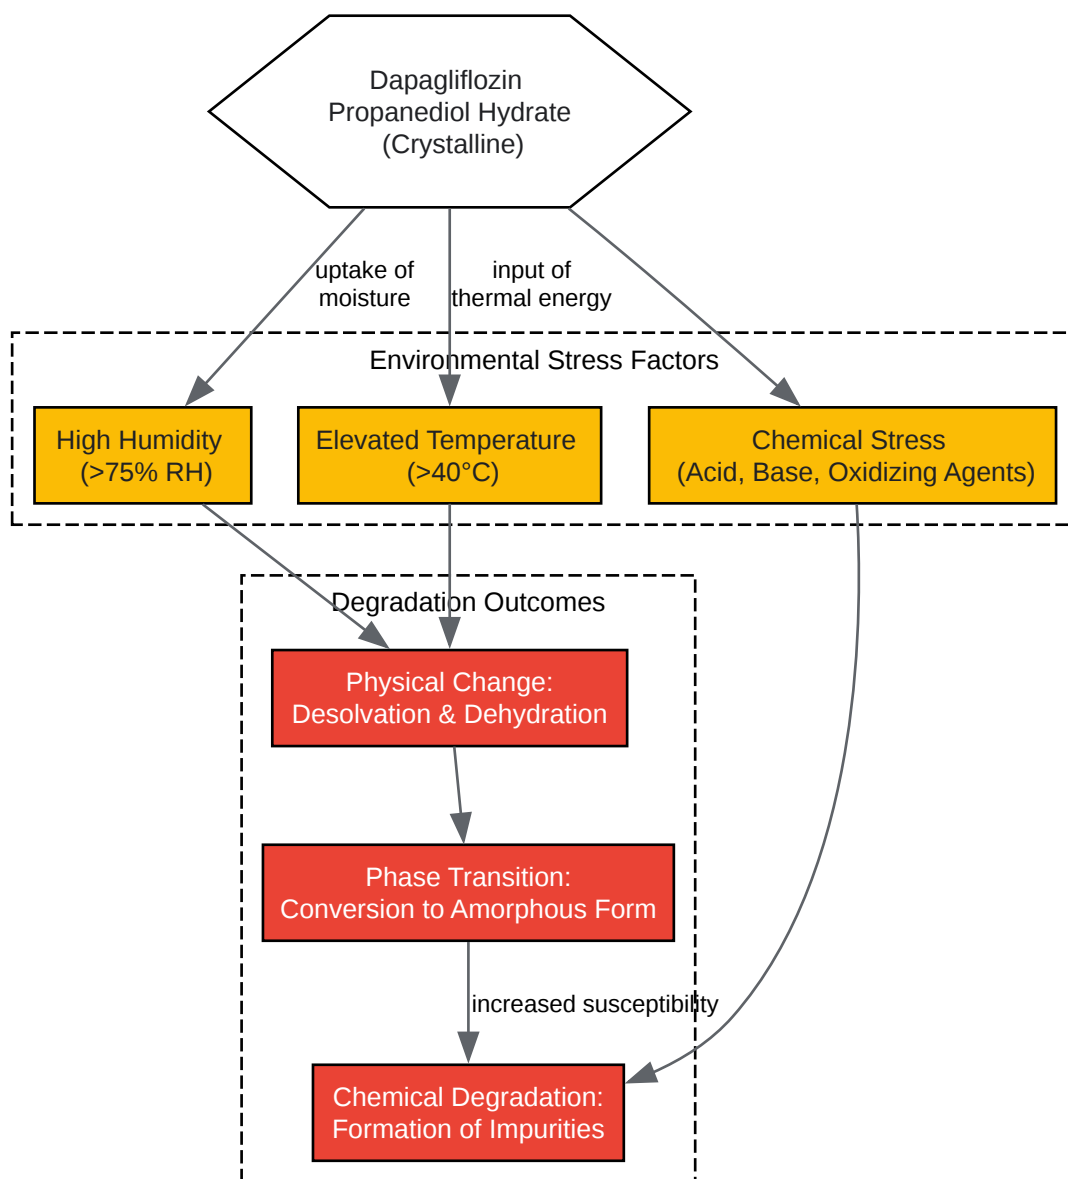 Dapagliflozin
Propanediol Hydrate
(Crystalline)
uptake of
moisture
input of
thermal energy
Environmental Stress Factors
High Humidity
(>75% RH)
Elevated Temperature
(>40°C)
Chemical Stress
(Acid, Base, Oxidizing Agents)
Degradation Outcomes
Physical Change:
Desolvation & Dehydration
Phase Transition:
Conversion to Amorphous Form
increased susceptibility
Chemical Degradation:
Formation of Impurities